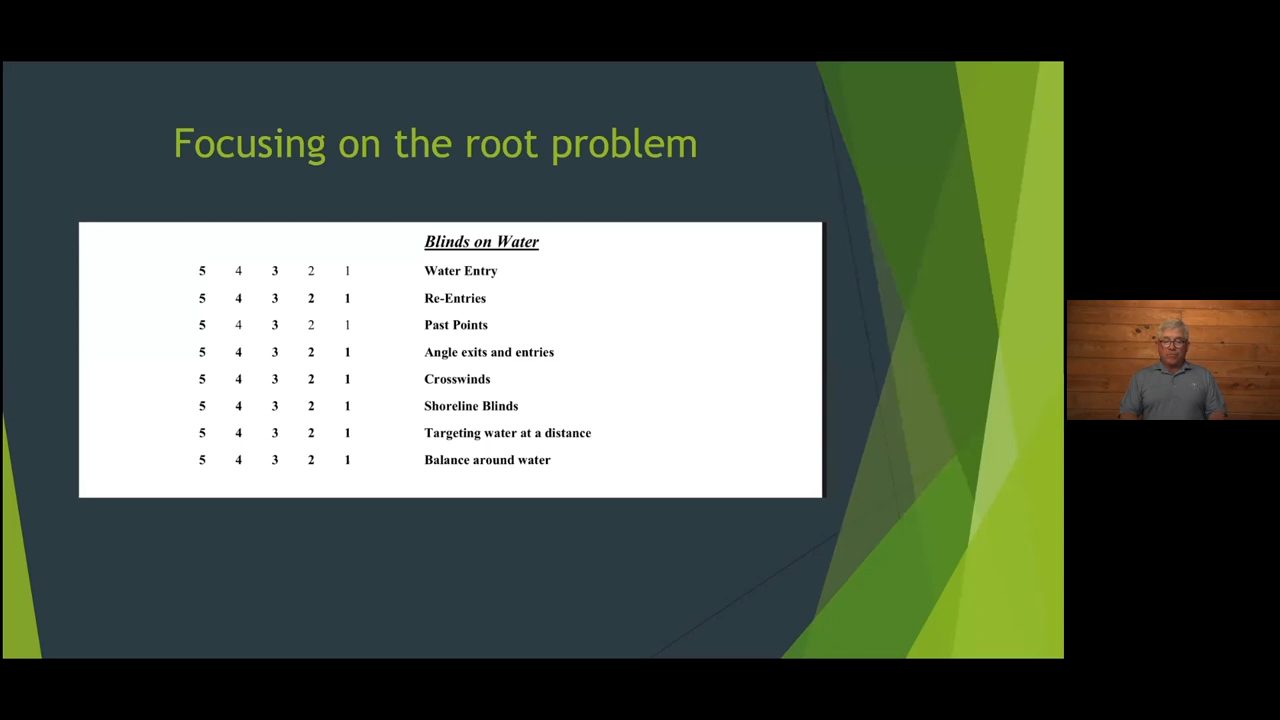 Focusing on the root problem
Blinds on Water
5 4 3 2 1 Water Entry
5 4 3 2 1 Re-Entries
5 4 3 2 1 Past Points
5 4 3 2 1 Angle exits and entries
5 4 3 2 1 Crosswinds
5 4 3 2 1 Shoreline Blinds
5 4 3 2 1 Targeting water at a distance
5 4 3 2 1 Balance around water